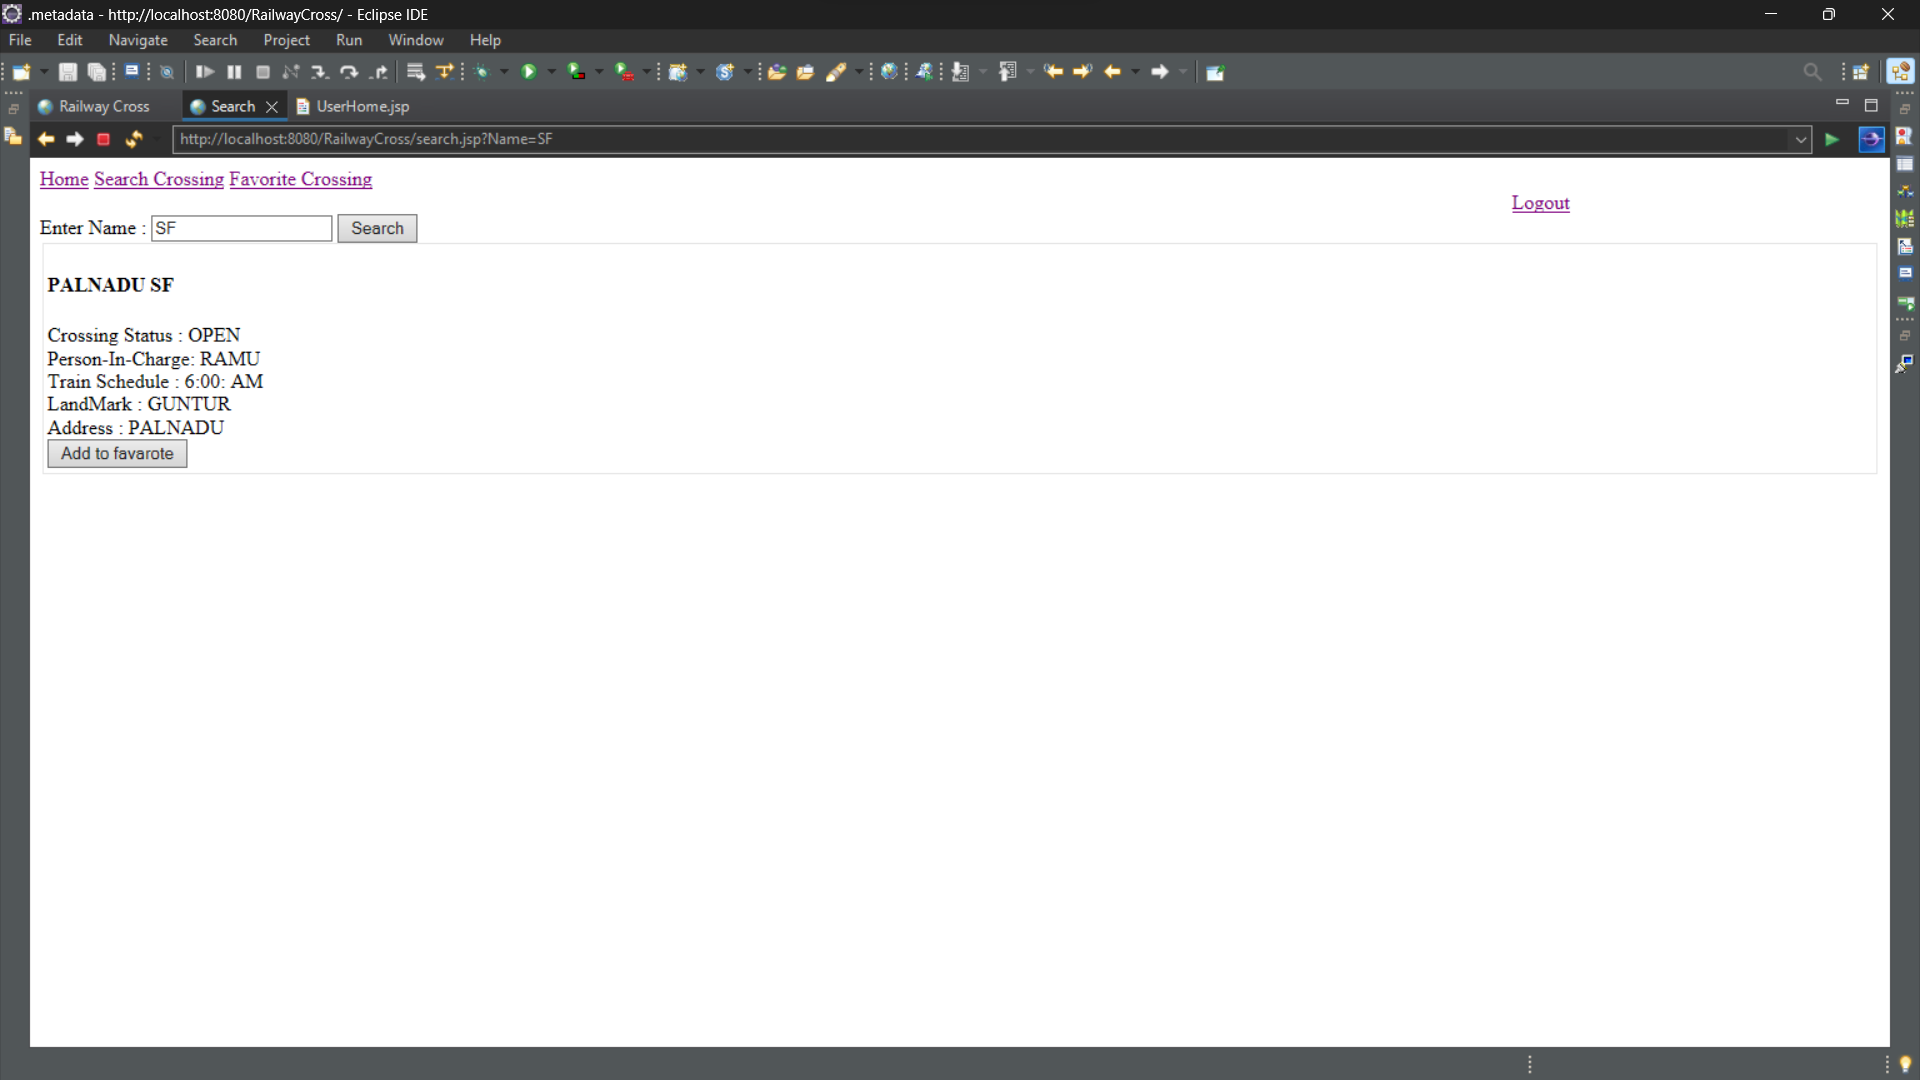 .metadata - http://localhost:8080/RailwayCross/ - Eclipse IDE
File Edit Navigate Search Project Run Window Help
Railway Cross Search UserHome.jsp
http://localhost:8080/RailwayCross/search.jsp?Name=SF
Home Search Crossing Favorite Crossing
Logout
Enter Name : SF Search
PALNADU SF
Crossing Status : OPEN
Person-In-Charge: RAMU
Train Schedule : 6:00: AM
LandMark : GUNTUR
Address : PALNADU
Add to favarote